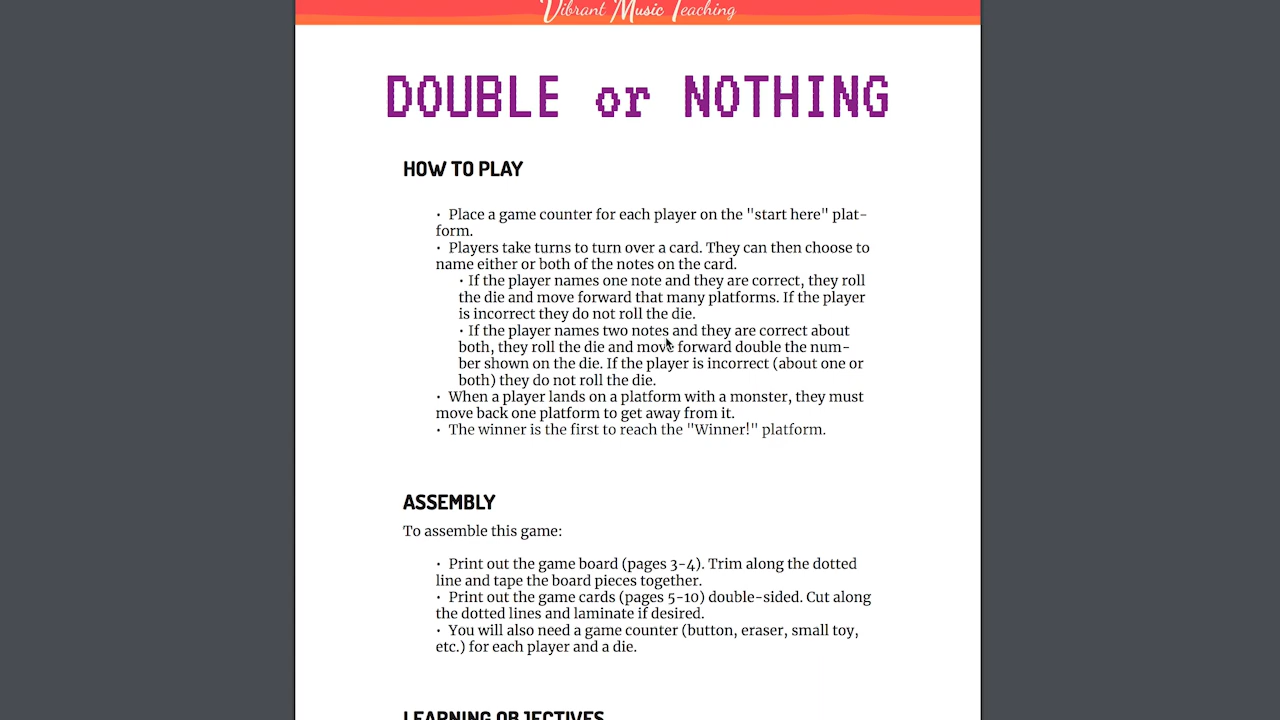 Vibrant Music Teaching
DOUBLE or NOTHING
HOW TO PLAY
• Place a game counter for each player on the "start here" plat-
form.
• Players take turns to turn over a card. They can then choose to
name either or both of the notes on the card.
• If the player names one note and they are correct, they roll
the die and move forward that many platforms. If the player
is incorrect they do not roll the die.
• If the player names two notes and they are correct about
both, they roll the die and move forward double the num-
ber shown on the die. If the player is incorrect (about one or
both) they do not roll the die.
• When a player lands on a platform with a monster, they must
move back one platform to get away from it.
• The winner is the first to reach the "Winner!" platform.
ASSEMBLY
To assemble this game:
• Print out the game board (pages 3-4). Trim along the dotted
line and tape the board pieces together.
• Print out the game cards (pages 5-10) double-sided. Cut along
the dotted lines and laminate if desired.
• You will also need a game counter (button, eraser, small toy,
etc.) for each player and a die.
LEARNING OBJECTIVES